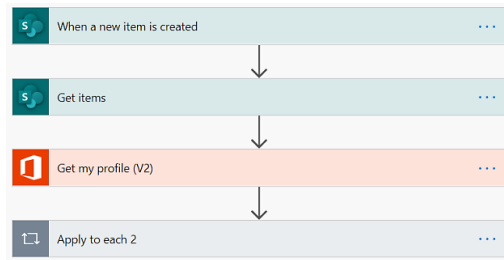 When a new item is created
Get items
Get my profile (V2)
Apply to each 2